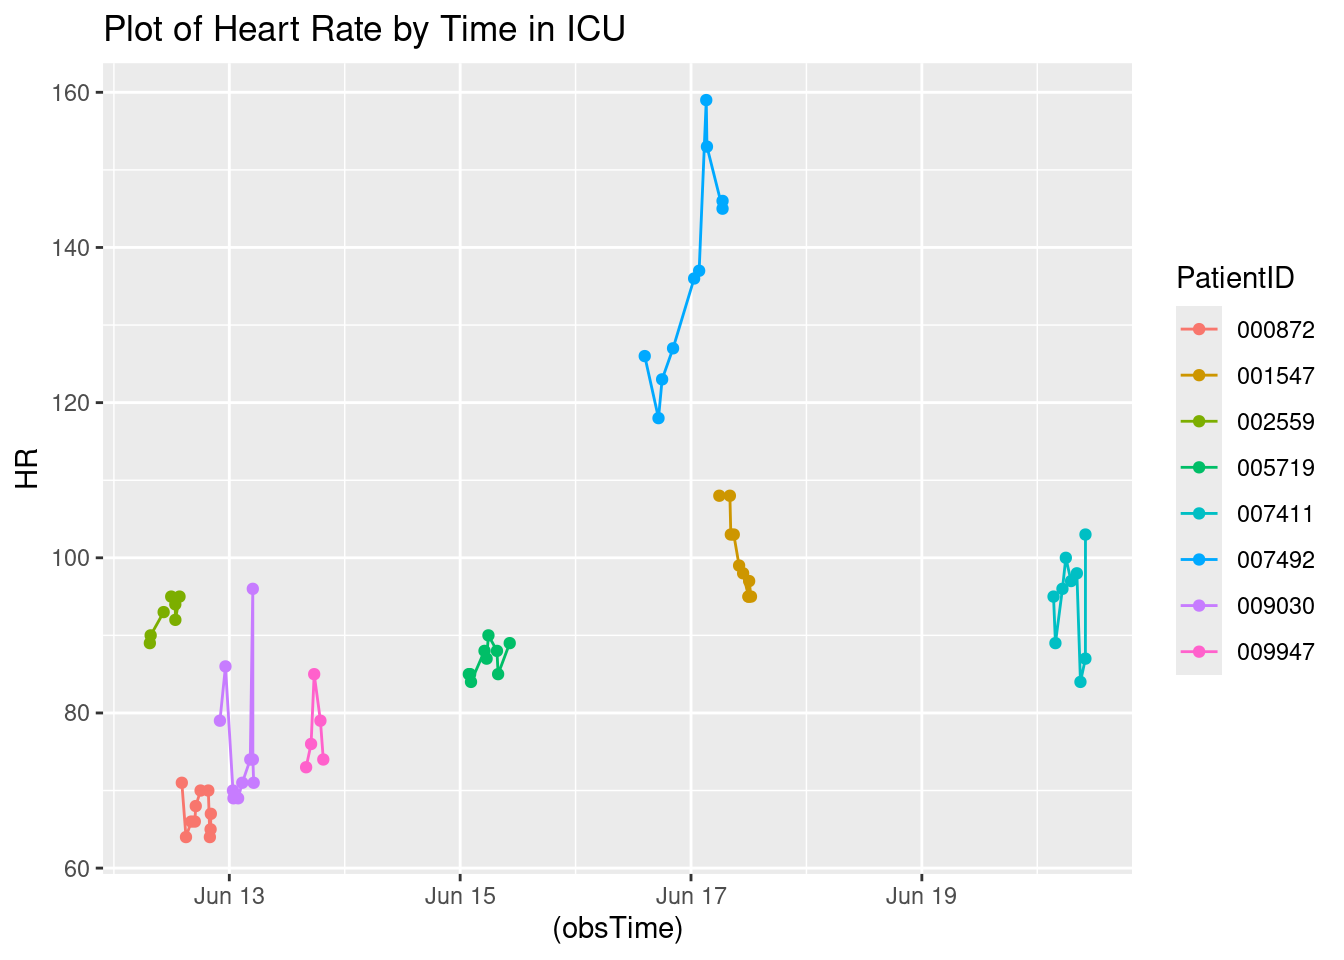 Plot of Heart Rate by Time in ICU
160
140
120
100
80
60
HR
Jun 13
Jun 15
Jun 17
Jun 19
(obsTime)
PatientID
000872
001547
002559
005719
007411
007492
009030
009947